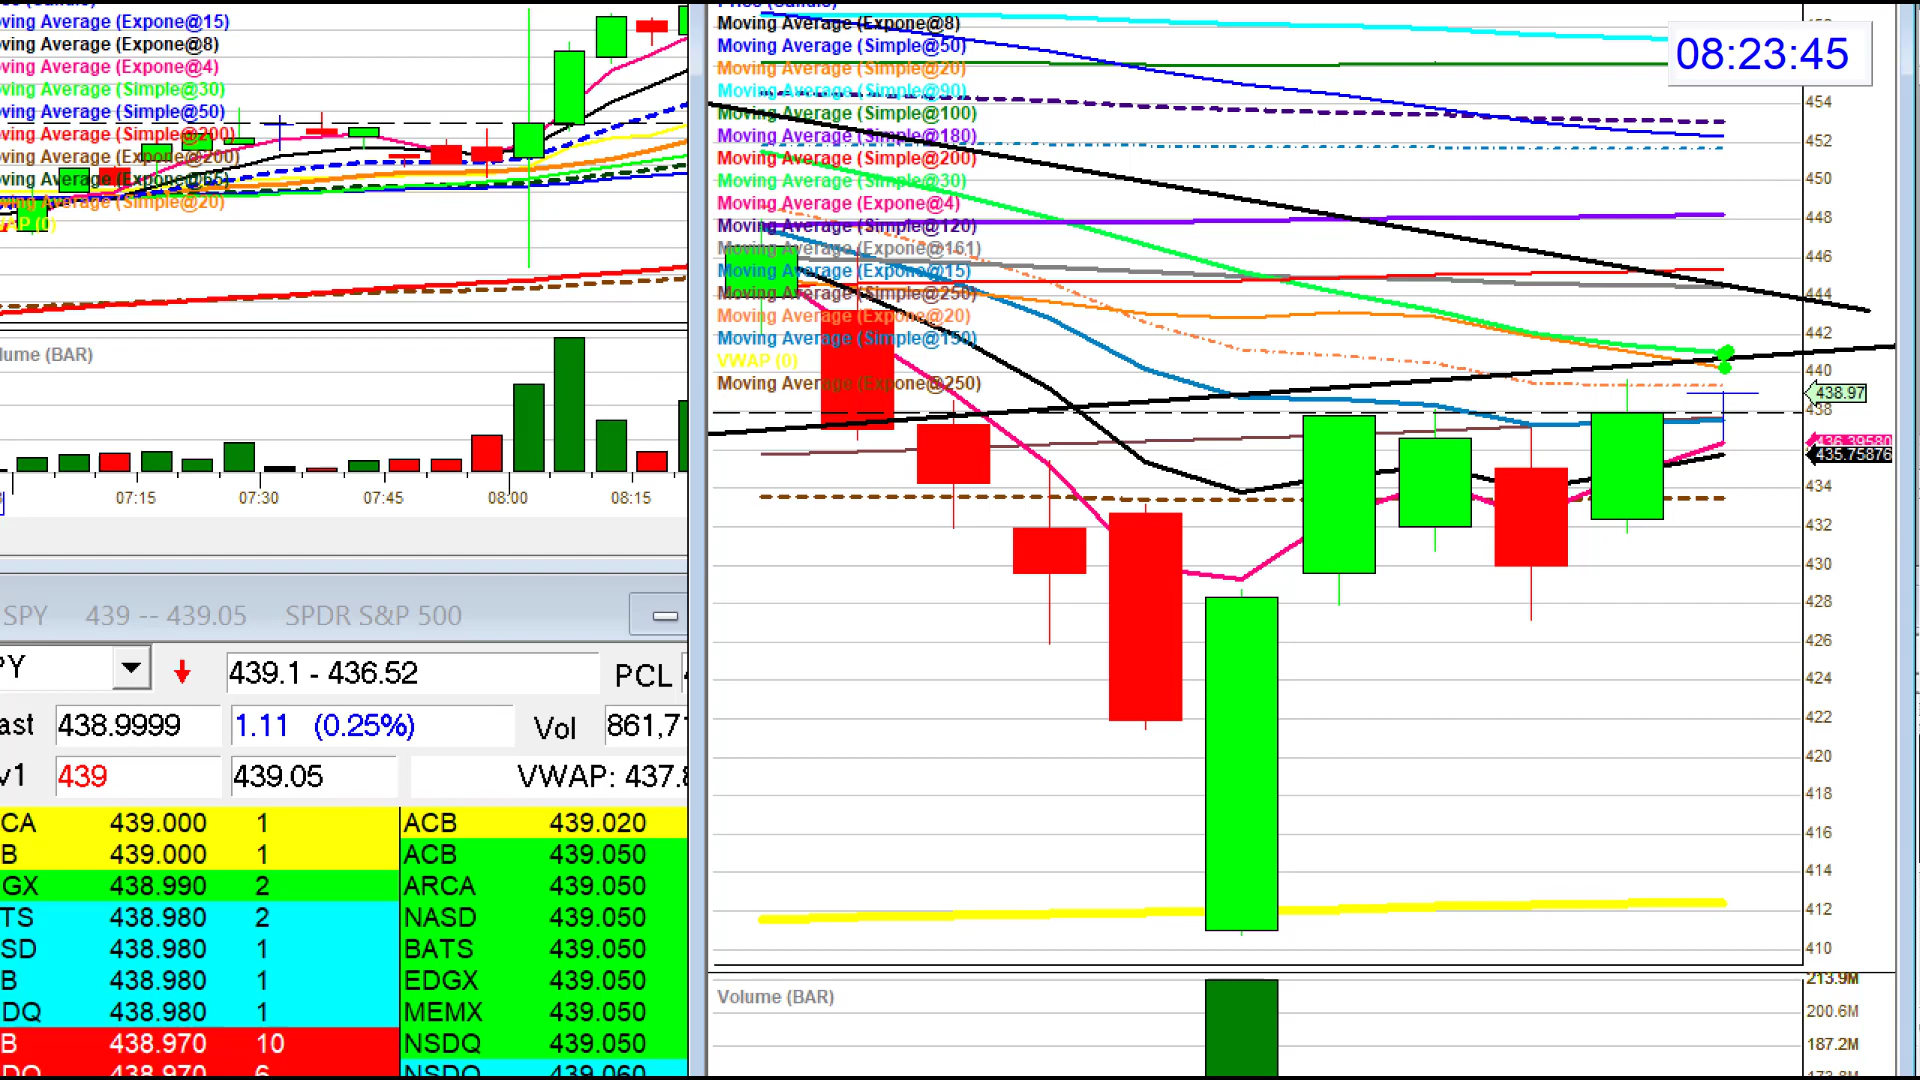 ving Average (Expone@15)
ving Average (Expone@8)
ving Average (Expone@4)
ving Average (Simple@30)
ving Average (Simple@50)
ving Average (Simple@200)
ving Average (Expone@200)
ving Average (Expone@65)
ving Average (Simple@20)
AP (0)
lume (BAR)
07:15 07:30 07:45 08:00 08:15
SPY 439 -- 439.05 SPDR S&P 500
PY 439.1 - 436.52 PCL
ast 438.9999 1.11 (0.25%) Vol 861,71
v1 439 439.05 VWAP: 437.8
CA 439.000 1 ACB 439.020
B 439.000 1 ACB 439.050
GX 438.990 2 ARCA 439.050
TS 438.980 2 NASD 439.050
SD 438.980 1 BATS 439.050
B 438.980 1 EDGX 439.050
DQ 438.980 1 MEMX 439.050
B 438.970 10 NSDQ 439.050
DQ 438.970 6 NSDQ 439.060
Moving Average (Expone@8)
Moving Average (Simple@50)
Moving Average (Simple@20)
Moving Average (Simple@90)
Moving Average (Simple@100)
Moving Average (Simple@180)
Moving Average (Simple@200)
Moving Average (Simple@30)
Moving Average (Expone@4)
Moving Average (Simple@120)
Moving Average (Expone@161)
Moving Average (Expone@15)
Moving Average (Simple@250)
Moving Average (Expone@20)
Moving Average (Simple@150)
VWAP (0)
Moving Average (Expone@250)
08:23:45
454
452
450
448
446
444
442
440
438.97
438
436.39580
435.75876
434
432
430
428
426
424
422
420
418
416
414
412
410
Volume (BAR)
213.9M
200.6M
187.2M